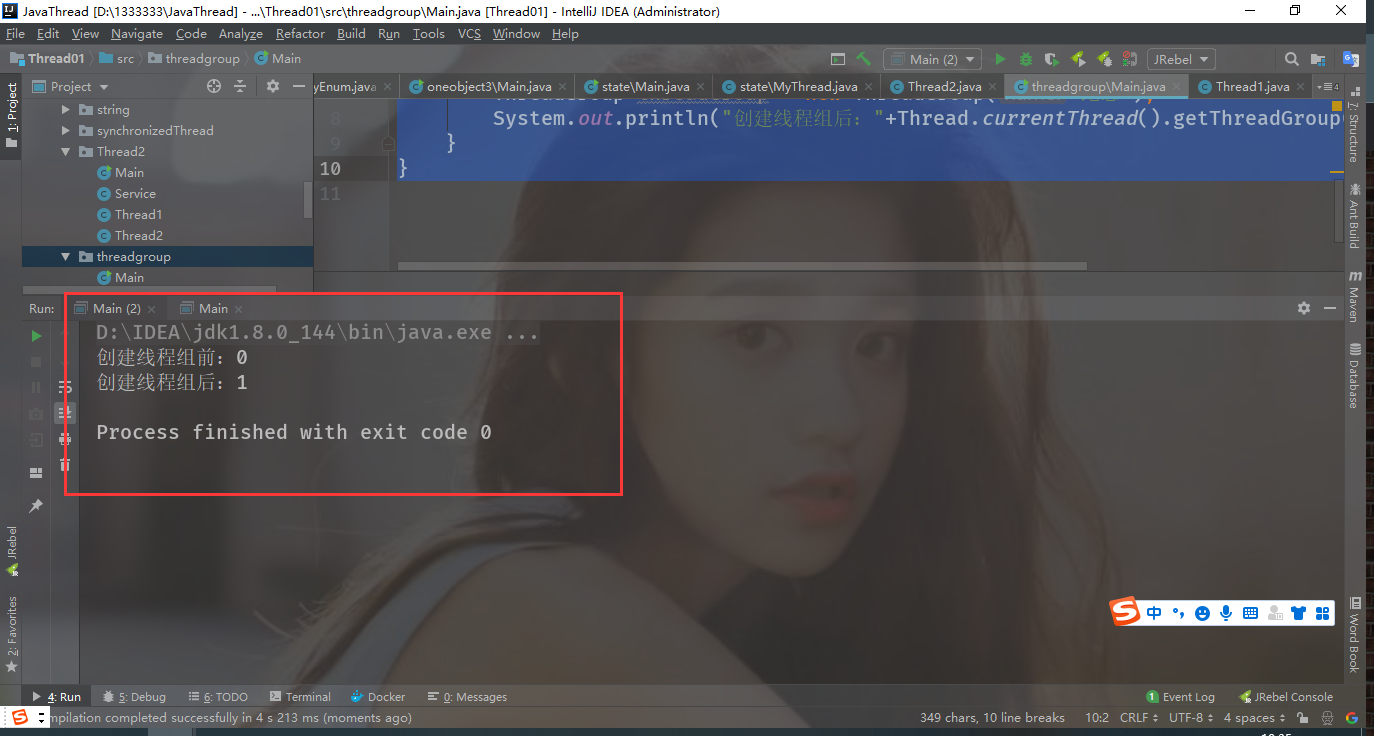 JavaThread [D:\1333333\JavaThread] - ...\Thread01\src\threadgroup\Main.java [Thread01] - IntelliJ IDEA (Administrator)
File Edit View Navigate Code Analyze Refactor Build Run Tools VCS Window Help
Thread01 src threadgroup Main Main (2) JRebel
Project yEnum.java oneobject3\Main.java state\Main.java state\MyThread.java Thread2.java threadgroup\Main.java Thread1.java 4
1: Project
string
synchronizedThread
Thread2
Main
Service
Thread1
Thread2
threadgroup
Main
8 System.out.println("创建线程组后："+Thread.currentThread().getThreadGroup(
9 }
10 }
11
Run: Main (2) Main
D:\IDEA\jdk1.8.0_144\bin\java.exe ...
创建线程组前：0
创建线程组后：1
Process finished with exit code 0
7: Structure
Ant Build
Maven
Database
Word Book
JRebel
2: Favorites
中
4: Run 5: Debug 6: TODO Terminal Docker 0: Messages 1 Event Log JRebel Console
mpilation completed successfully in 4 s 213 ms (moments ago) 349 chars, 10 line breaks 10:2 CRLF UTF-8 4 spaces